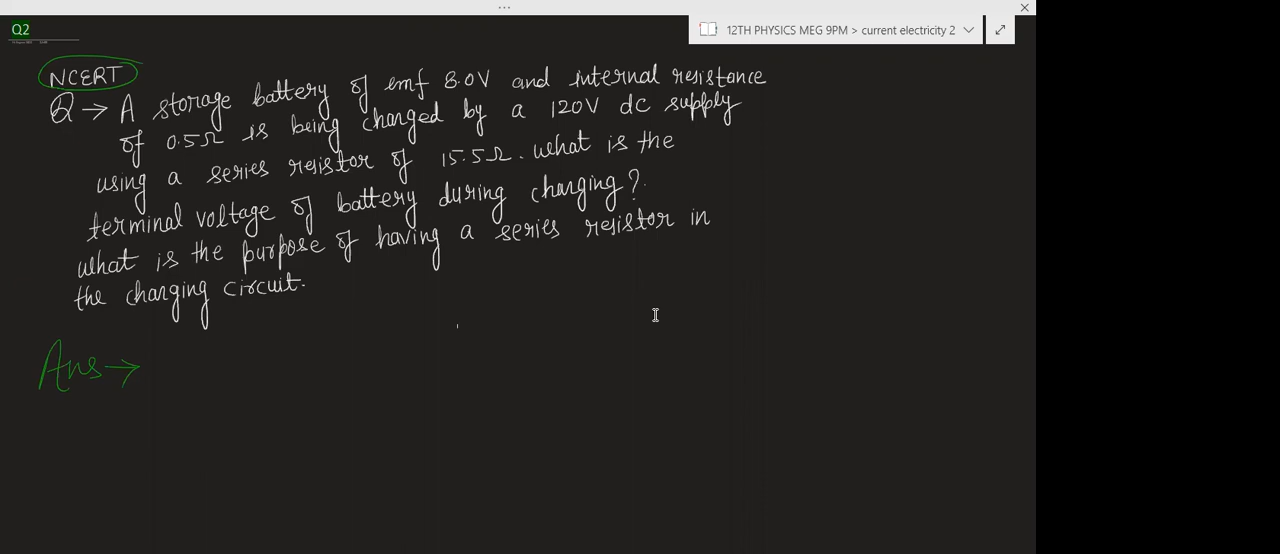 Q2
12TH PHYSICS MEG 9PM > current electricity 2
NCERT
Q → A storage battery of emf 8.0V and internal resistance
of 0.5Ω is being charged by a 120V dc supply
using a series resistor of 15.5Ω. what is the
terminal voltage of battery during charging?
what is the purpose of having a series resistor in
the charging circuit.
Ans →